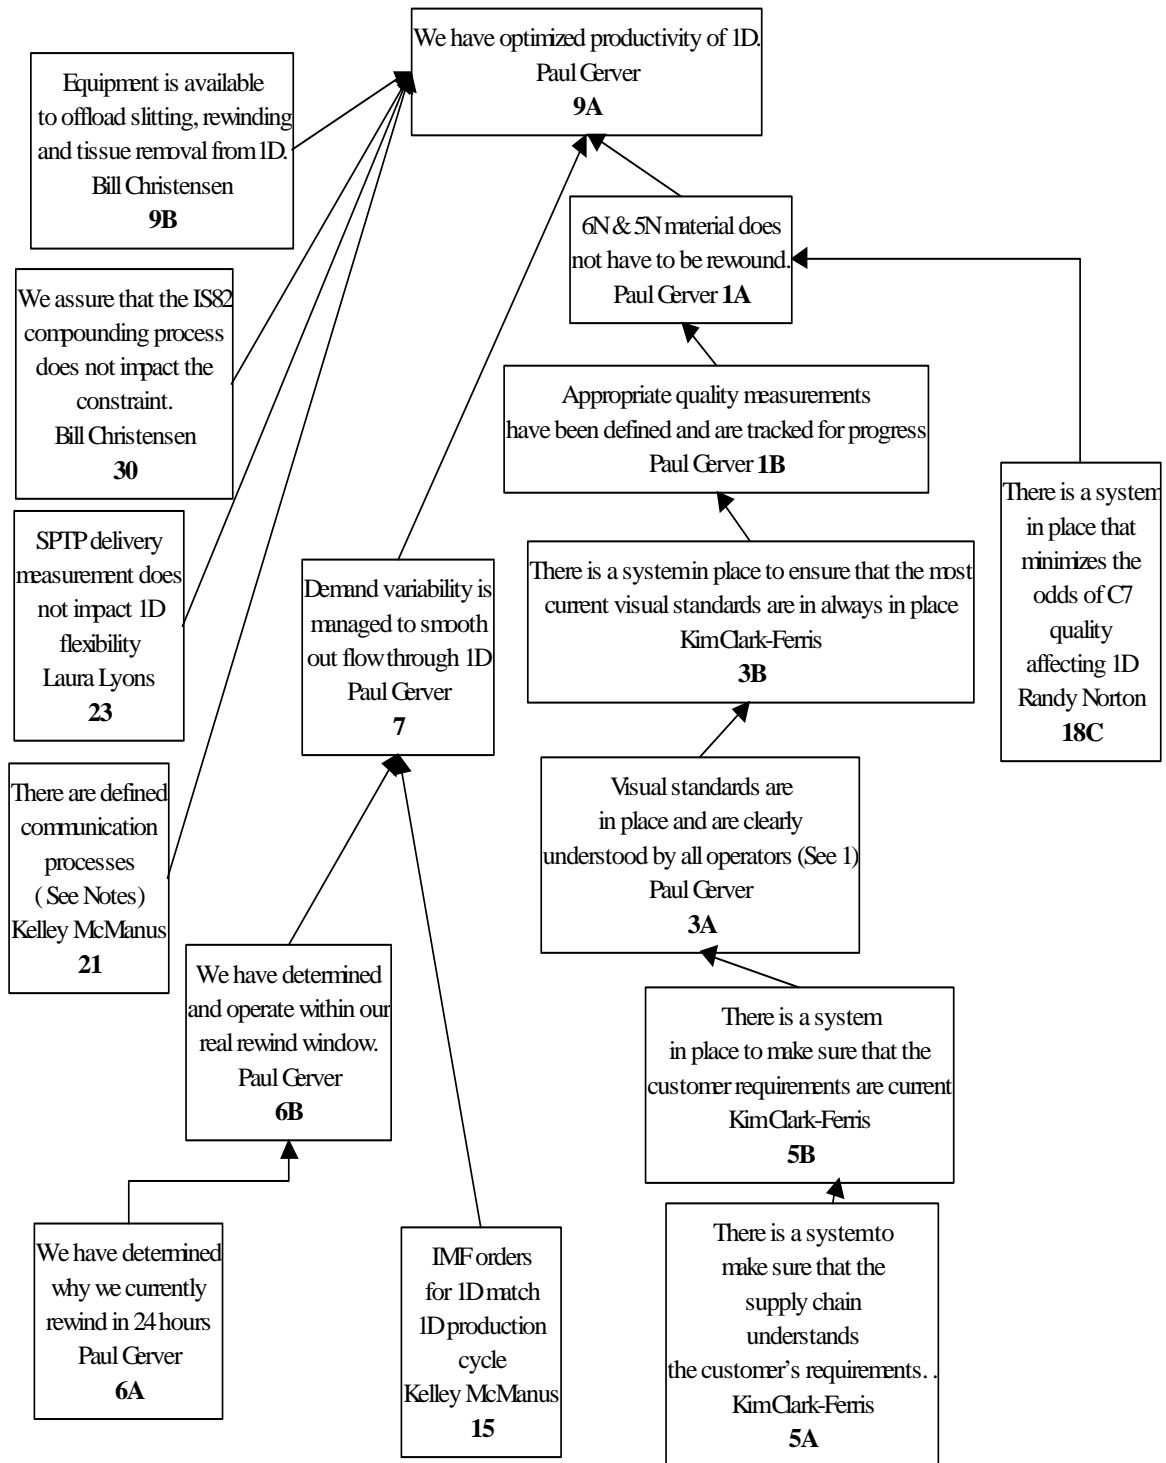 We have optimized productivity of 1D.
Paul Gerver
9A
Equipment is available
to offload slitting, rewinding
and tissue removal from 1D.
Bill Christensen
9B
6N & 5N material does
not have to be rewound.
Paul Gerver 1A
We assure that the IS82
compounding process
does not impact the
constraint.
Bill Christensen
30
Appropriate quality measurements
have been defined and are tracked for progress
Paul Gerver 1B
There is a system
in place that
minimizes the
odds of C7
quality
affecting 1D
Randy Norton
18C
SPTP delivery
measurement does
not impact 1D
flexibility
Laura Lyons
23
Demand variability is
managed to smooth
out flow through 1D
Paul Gerver
7
There is a system in place to ensure that the most
current visual standards are in always in place
Kim Clark-Ferris
3B
There are defined
communication
processes
( See Notes)
Kelley McManus
21
Visual standards are
in place and are clearly
understood by all operators (See 1)
Paul Gerver
3A
We have determined
and operate within our
real rewind window.
Paul Gerver
6B
There is a system
in place to make sure that the
customer requirements are current
Kim Clark-Ferris
5B
We have determined
why we currently
rewind in 24 hours
Paul Gerver
6A
IMF orders
for 1D match
1D production
cycle
Kelley McManus
15
There is a system to
make sure that the
supply chain
understands
the customer's requirements. .
Kim Clark-Ferris
5A